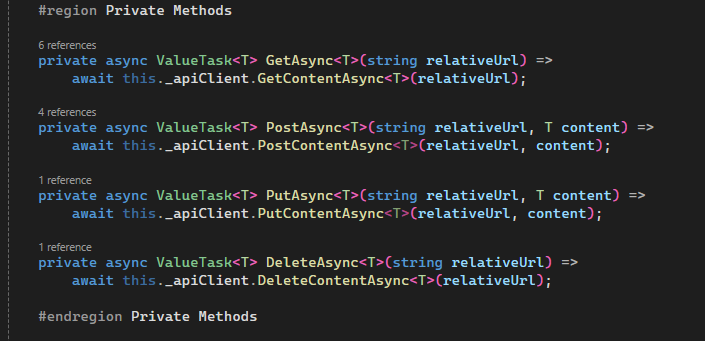 #region Private Methods
6 references
private async ValueTask<T> GetAsync<T>(string relativeUrl) =>
await this._apiClient.GetContentAsync<T>(relativeUrl);
4 references
private async ValueTask<T> PostAsync<T>(string relativeUrl, T content) =>
await this._apiClient.PostContentAsync<T>(relativeUrl, content);
1 reference
private async ValueTask<T> PutAsync<T>(string relativeUrl, T content) =>
await this._apiClient.PutContentAsync<T>(relativeUrl, content);
1 reference
private async ValueTask<T> DeleteAsync<T>(string relativeUrl) =>
await this._apiClient.DeleteContentAsync<T>(relativeUrl);
#endregion Private Methods